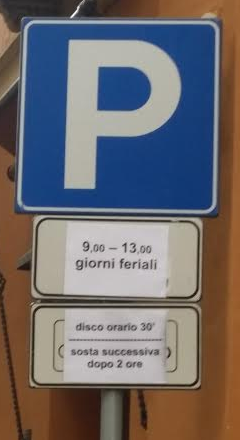 P
9,00 – 13,00
giorni feriali
disco orario 30'
sosta successiva
dopo 2 ore